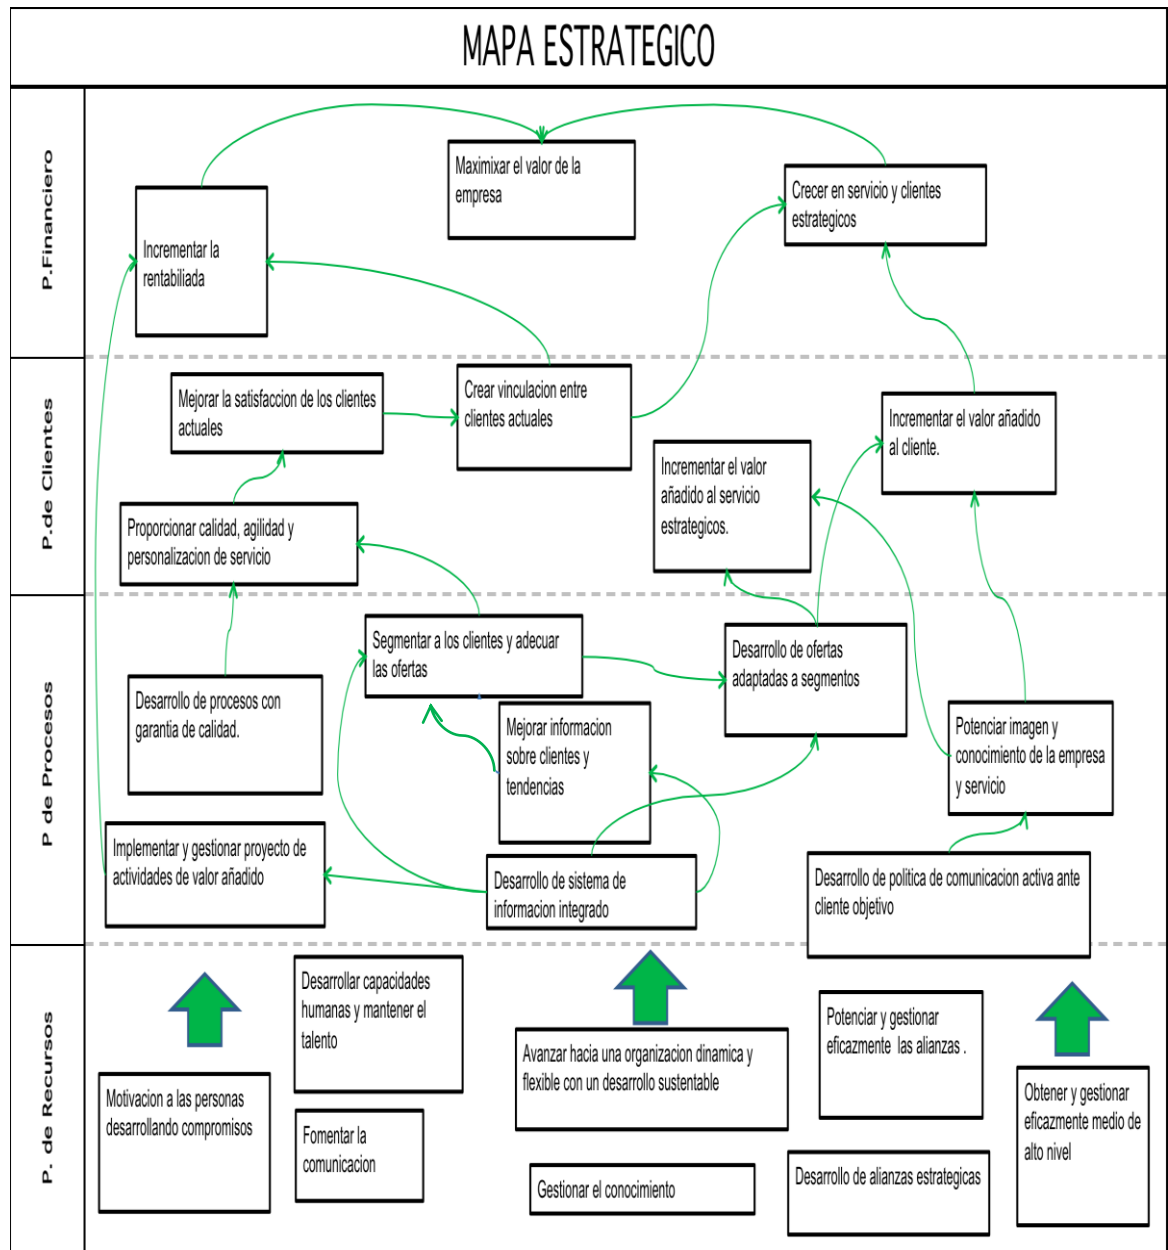 MAPA ESTRATEGICO
P.Financiero
Maximixar el valor de la
empresa
Crecer en servicio y clientes
estrategicos
Incrementar la
rentabiliada
P.de Clientes
Mejorar la satisfaccion de los clientes
actuales
Crear vinculacion entre
clientes actuales
Incrementar el valor añadido
al cliente.
Incrementar el valor
añadido al servicio
estrategicos.
Proporcionar calidad, agilidad y
personalizacion de servicio
P de Procesos
Segmentar a los clientes y adecuar
las ofertas
Desarrollo de ofertas
adaptadas a segmentos
Desarrollo de procesos con
garantia de calidad.
Mejorar informacion
sobre clientes y
tendencias
Potenciar imagen y
conocimiento de la empresa
y servicio
Implementar y gestionar proyecto de
actividades de valor añadido
Desarrollo de sistema de
informacion integrado
Desarrollo de politica de comunicacion activa ante
cliente objetivo
P. de Recursos
Desarrollar capacidades
humanas y mantener el
talento
Potenciar y gestionar
eficazmente  las alianzas .
Avanzar hacia una organizacion dinamica y
flexible con un desarrollo sustentable
Motivacion a las personas
desarrollando compromisos
Obtener y gestionar
eficazmente medio de
alto nivel
Fomentar la
comunicacion
Gestionar el conocimiento
Desarrollo de alianzas estrategicas